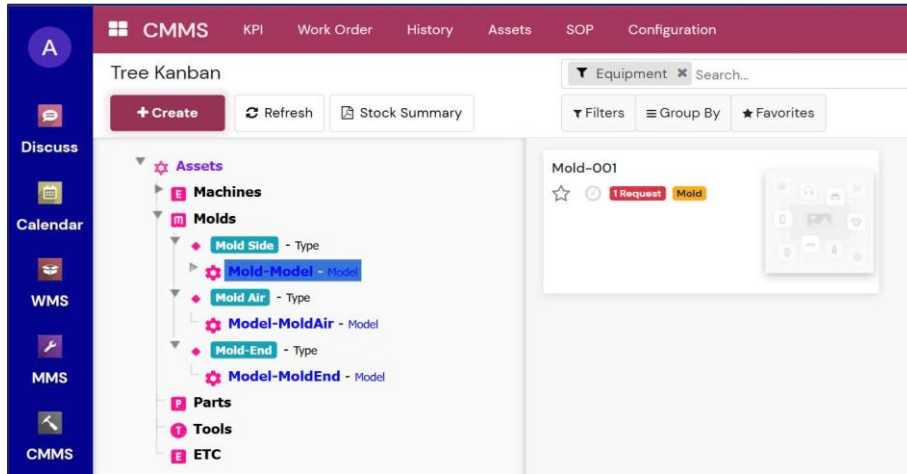 A
CMMS KPI Work Order History Assets SOP Configuration
Tree Kanban
Equipment Search...
+ Create Refresh Stock Summary
Filters Group By Favorites
Discuss
Calendar
WMS
MMS
CMMS
Assets
E Machines
m Molds
Mold Side - Type
Mold-Model - Model
Mold Air - Type
Model-MoldAir - Model
Mold-End - Type
Model-MoldEnd - Model
P Parts
T Tools
E ETC
Mold-001
1 Request Mold